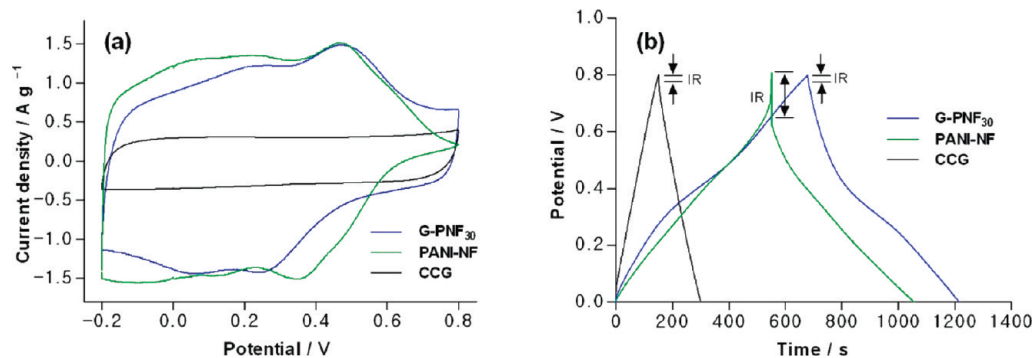 (a)
Current density / A g⁻¹
1.5
1.0
0.5
0.0
0.5
1.0
−1.5
G-PNF₃₀
PANI-NF
CCG
−0.2 0.0 0.2 0.4 0.6 0.8
Potential / V
(b)
Potential / V
1.0
0.8
0.6
0.4
0.2
0.0
IR
IR
IR
G-PNF₃₀
PANI-NF
CCG
0 200 400 600 800 1000 1200 1400
Time / s